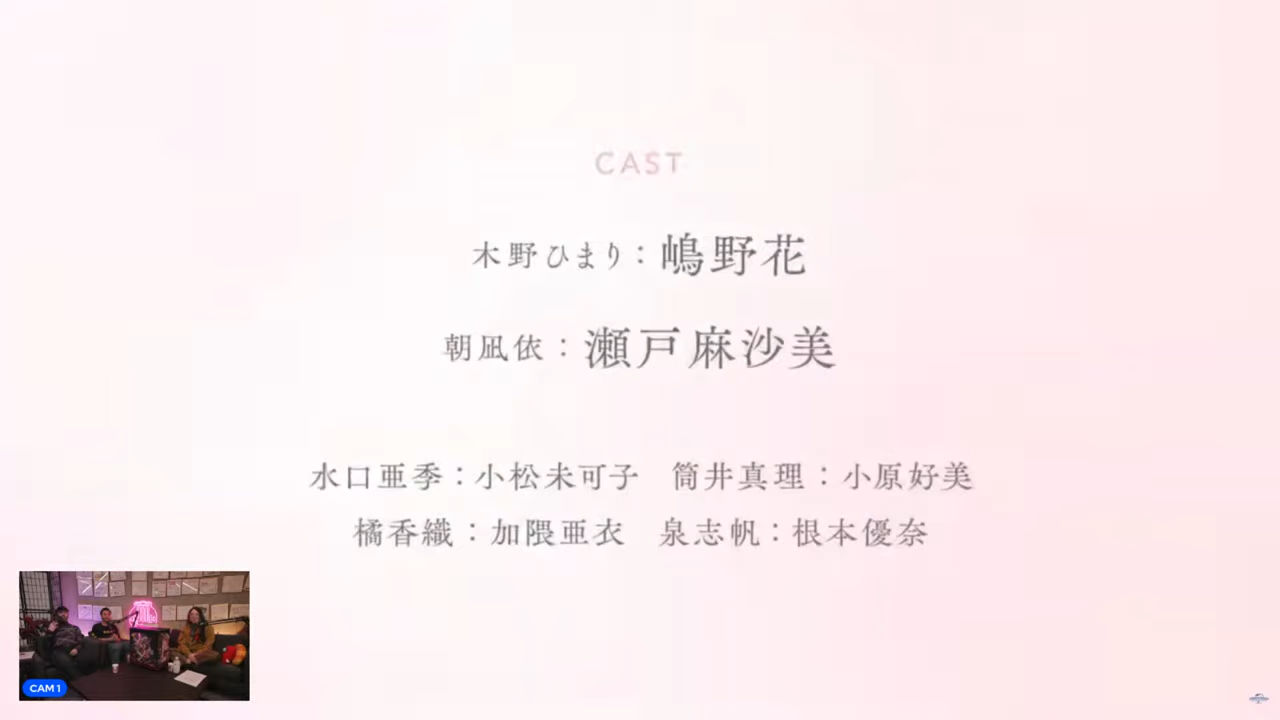 CAST
木野ひまり：嶋野花
朝凪依：瀬戸麻沙美
水口亜季：小松未可子　筒井真理：小原好美
橘香織：加隈亜衣　泉志帆：根本優奈
CAM 1